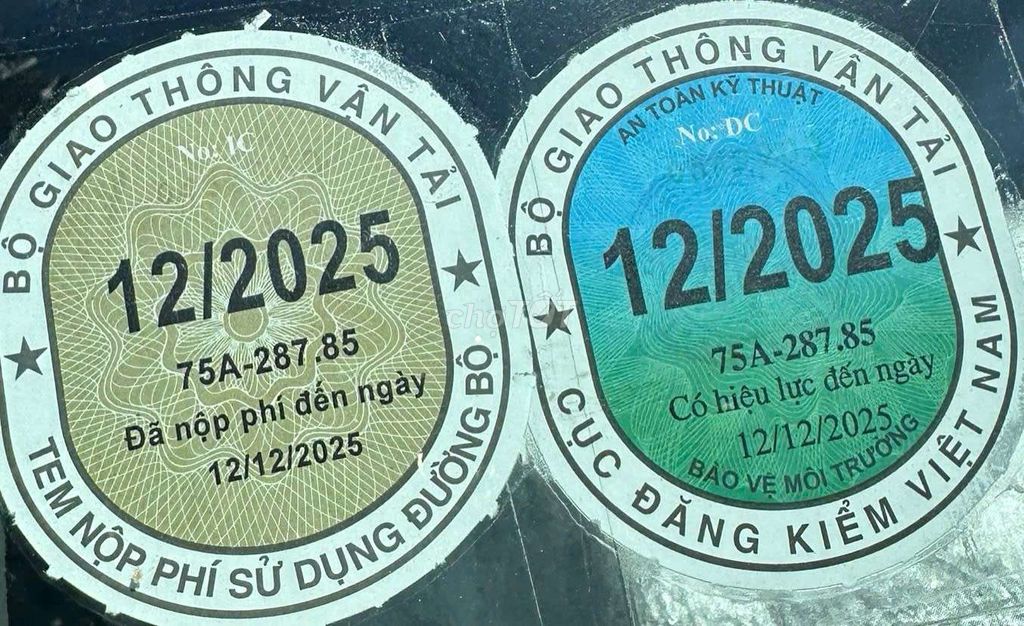 BỘ GIAO THÔNG VẬN TẢI
No: IC
12/2025
75A-287.85
Đã nộp phí đến ngày
12/12/2025
TEM NỘP PHÍ SỬ DỤNG ĐƯỜNG BỘ
BỘ GIAO THÔNG VẬN TẢI
AN TOÀN KỸ THUẬT
No: DC
12/2025
75A-287.85
Có hiệu lực đến ngày
12/12/2025
BẢO VỆ MÔI TRƯỜNG
CỤC ĐĂNG KIỂM VIỆT NAM
chợTỐT